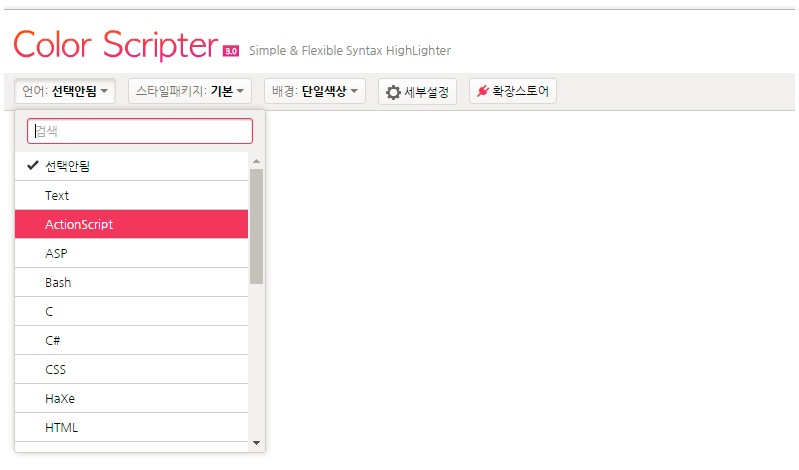 Color Scripter 3.0 Simple & Flexible Syntax HighLighter
언어: 선택안됨 스타일패키지: 기본 배경: 단일색상 세부설정 확장스토어
검색
선택안됨
Text
ActionScript
ASP
Bash
C
C#
CSS
HaXe
HTML